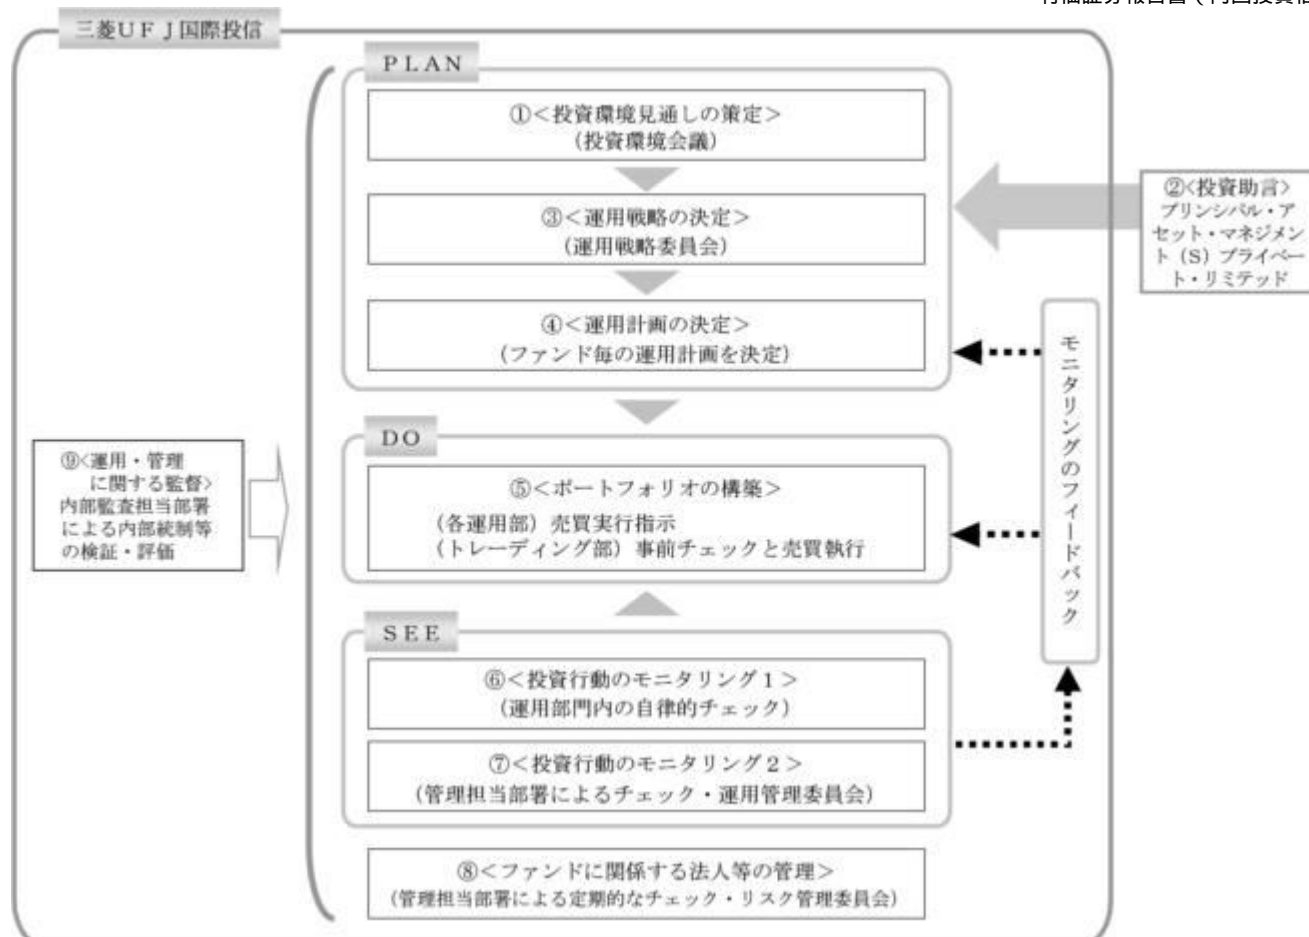 三菱ＵＦＪ国際投信
ＰＬＡＮ
①＜投資環境見通しの策定＞
（投資環境会議）
③＜運用戦略の決定＞
（運用戦略委員会）
④＜運用計画の決定＞
（ファンド毎の運用計画を決定）
②<投資助言>
プリンシパル・ア
セット・マネジメン
ト（S）プライベー
ト・リミテッド
モニタリングのフィードバック
ＤＯ
⑤＜ポートフォリオの構築＞
（各運用部）売買実行指示
（トレーディング部）事前チェックと売買執行
⑨<運用・管理
に関する監督>
内部監査担当部署
による内部統制等
の検証・評価
ＳＥＥ
⑥＜投資行動のモニタリング１＞
（運用部門内の自律的チェック）
⑦＜投資行動のモニタリング２＞
（管理担当部署によるチェック・運用管理委員会）
⑧＜ファンドに関係する法人等の管理＞
（管理担当部署による定期的なチェック・リスク管理委員会）